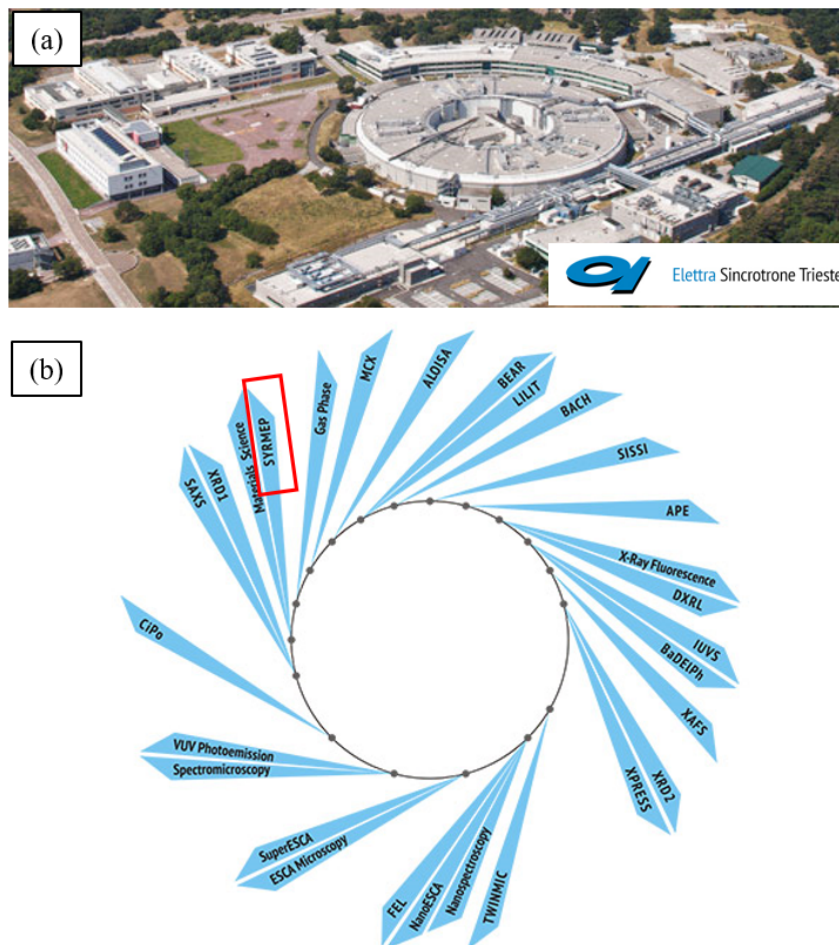 (a)
Elettra Sincrotrone Trieste
(b)
SAXS
XRD1
Materials Science
SYRMEP
Gas Phase
MCX
ALOISA
BEAR
LILIT
BACH
SISSI
APE
X-Ray Fluorescence
DXRL
IUVS
BaDElPh
XAFS
XRD2
XPRESS
TWINMIC
Nanospectroscopy
NanoESCA
FEL
ESCA Microscopy
SuperESCA
Spectromicroscopy
VUV Photoemission
CiPo